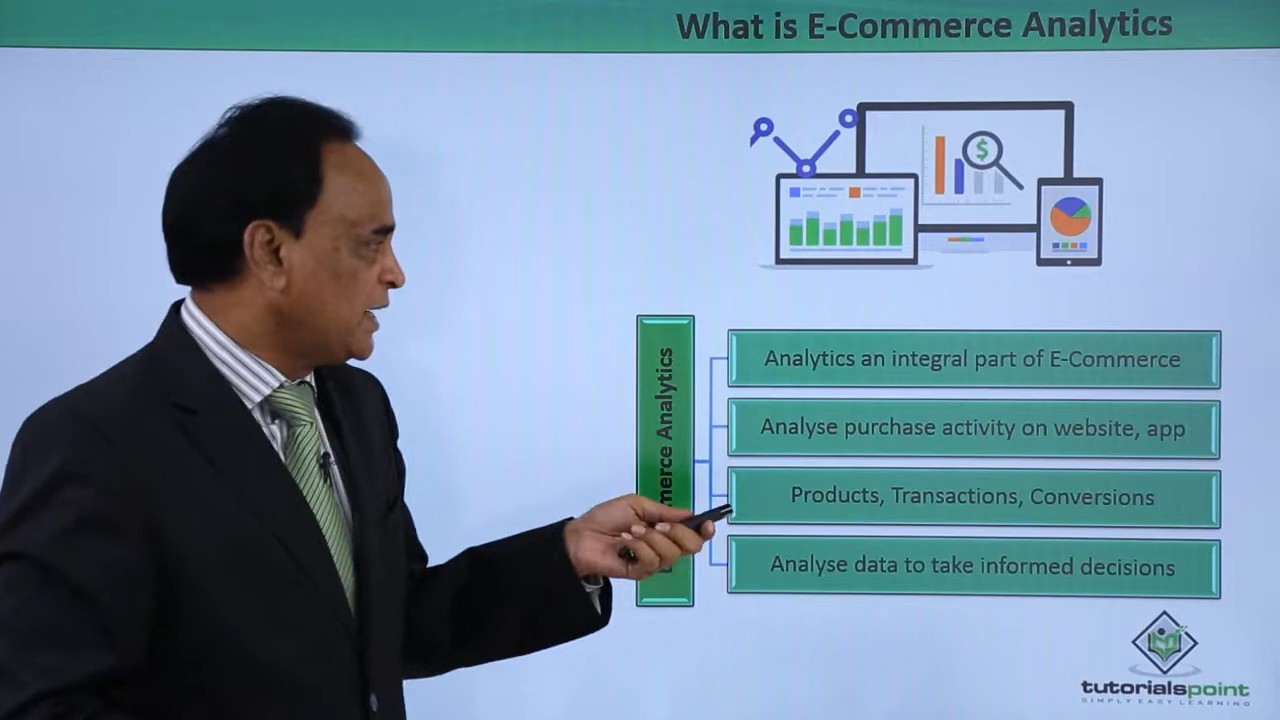 What is E-Commerce Analytics
$
merce Analytics
Analytics an integral part of E-Commerce
Analyse purchase activity on website, app
Products, Transactions, Conversions
Analyse data to take informed decisions
tutorialspoint
SIMPLY EASY LEARNING